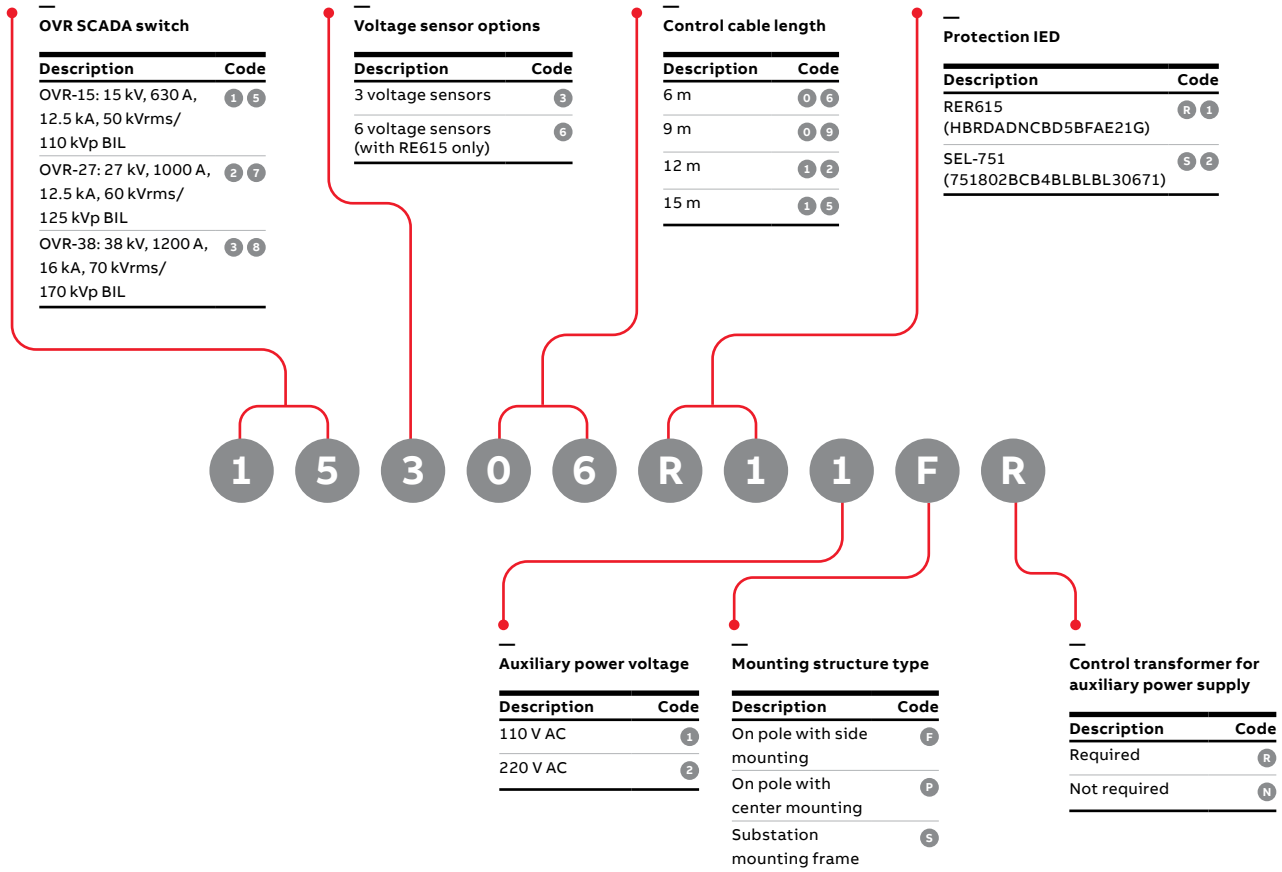 OVR SCADA switch
Description Code
OVR-15: 15 kV, 630 A, 1 5
12.5 kA, 50 kVrms/
110 kVp BIL
OVR-27: 27 kV, 1000 A, 2 7
12.5 kA, 60 kVrms/
125 kVp BIL
OVR-38: 38 kV, 1200 A, 3 8
16 kA, 70 kVrms/
170 kVp BIL
Voltage sensor options
Description Code
3 voltage sensors 3
6 voltage sensors 6
(with RE615 only)
Control cable length
Description Code
6 m 0 6
9 m 0 9
12 m 1 2
15 m 1 5
Protection IED
Description Code
RER615 R 1
(HBRDADNCBD5BFAE21G)
SEL-751 S 2
(751802BCB4BLBLBL30671)
1 5 3 0 6 R 1 1 F R
Auxiliary power voltage
Description Code
110 V AC 1
220 V AC 2
Mounting structure type
Description Code
On pole with side F
mounting
On pole with P
center mounting
Substation S
mounting frame
Control transformer for
auxiliary power supply
Description Code
Required R
Not required N